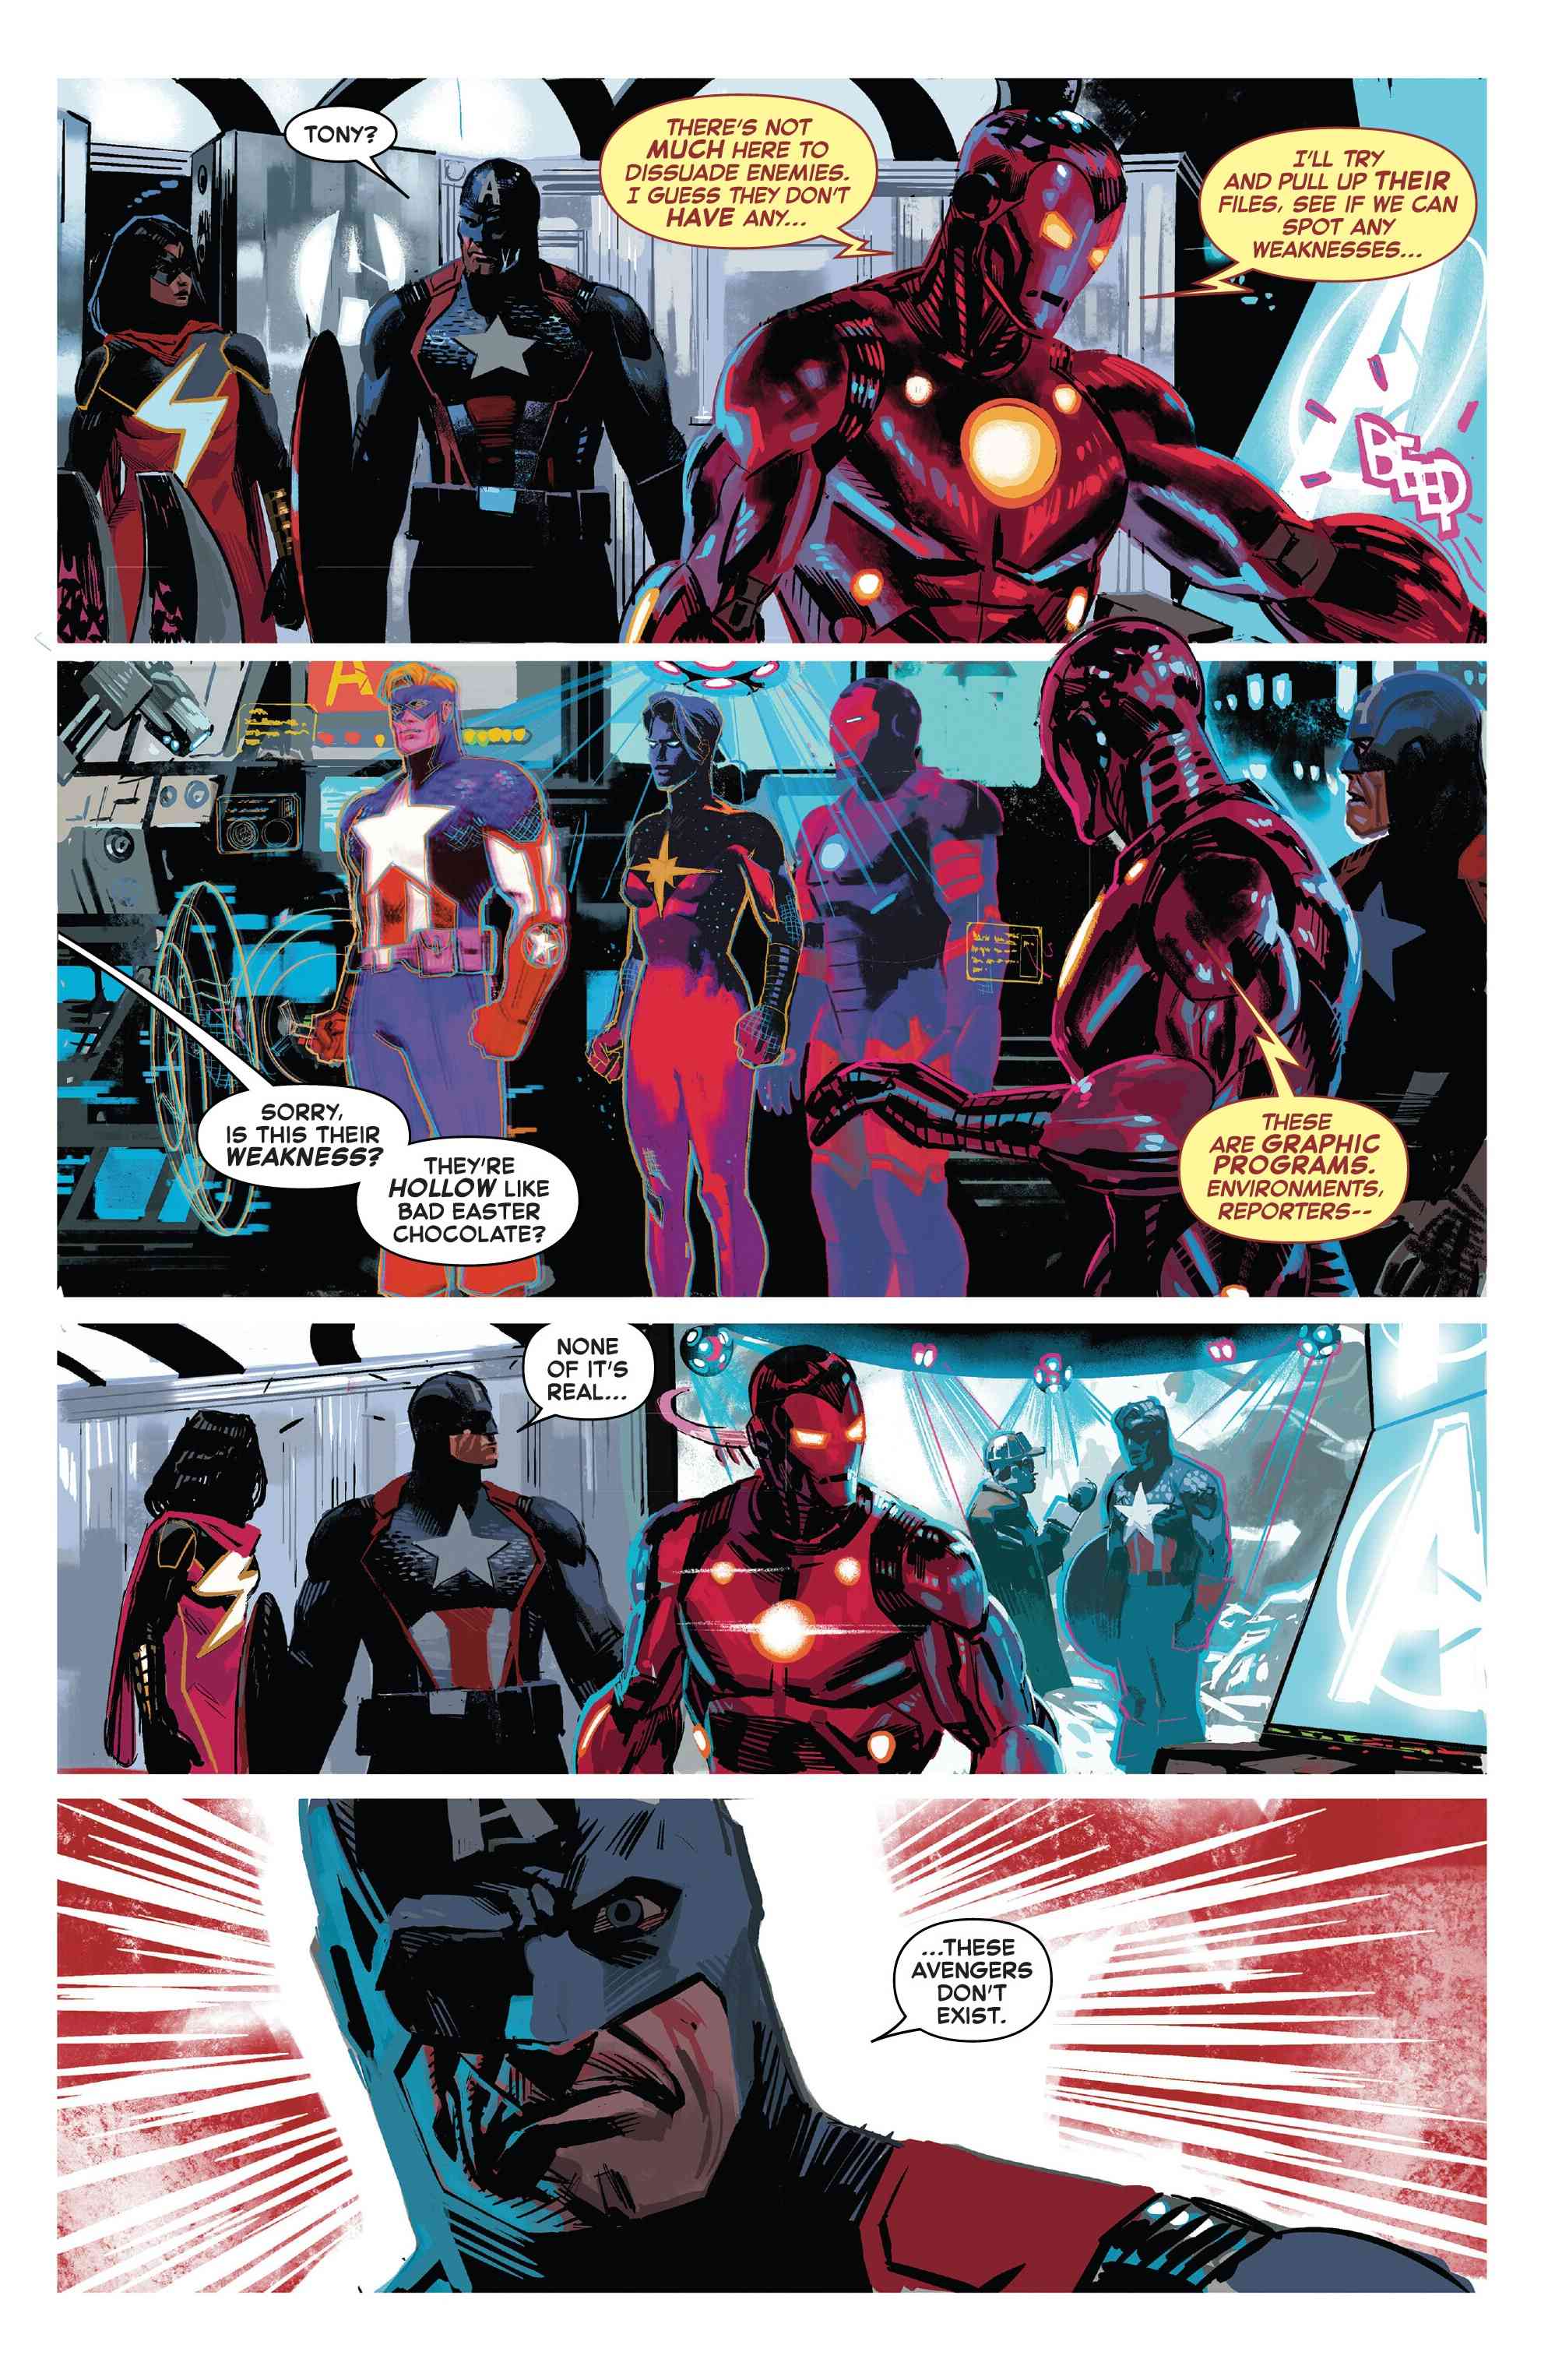 TONY?
THERE'S NOT
MUCH HERE TO
DISSUADE ENEMIES.
I GUESS THEY DON'T
HAVE ANY...
I'LL TRY
AND PULL UP THEIR
FILES, SEE IF WE CAN
SPOT ANY
WEAKNESSES...
A
A
A
BEEP
A
SORRY,
IS THIS THEIR
WEAKNESS?
THEY'RE
HOLLOW LIKE
BAD EASTER
CHOCOLATE?
THESE
ARE GRAPHIC
PROGRAMS.
ENVIRONMENTS,
REPORTERS--
NONE
OF IT'S
REAL...
A
A
...THESE
AVENGERS
DON'T
EXIST.